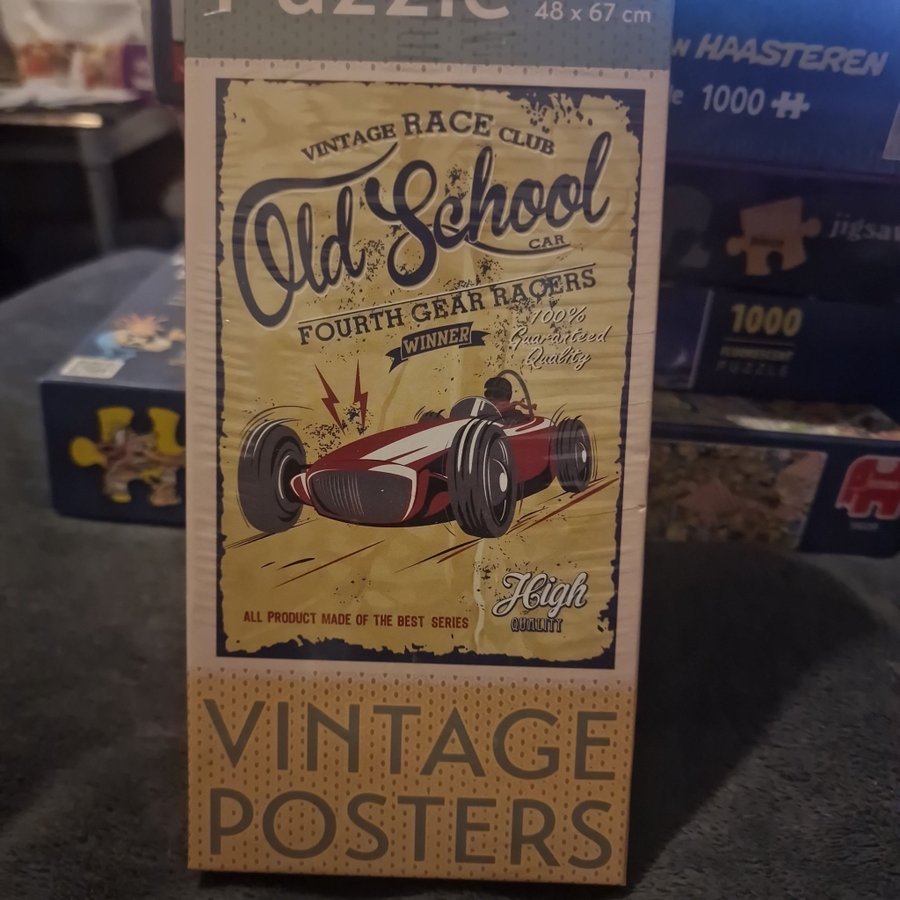 Puzzle
48 x 67 cm
VINTAGE RACE CLUB
Old School
CAR
FOURTH GEAR RACERS
WINNER
100%
Guaranteed
Quality
High
QUALITY
ALL PRODUCT MADE OF THE BEST SERIES
VINTAGE
POSTERS
HAASTEREN
1000
jigsaw
1000
PUZZLE